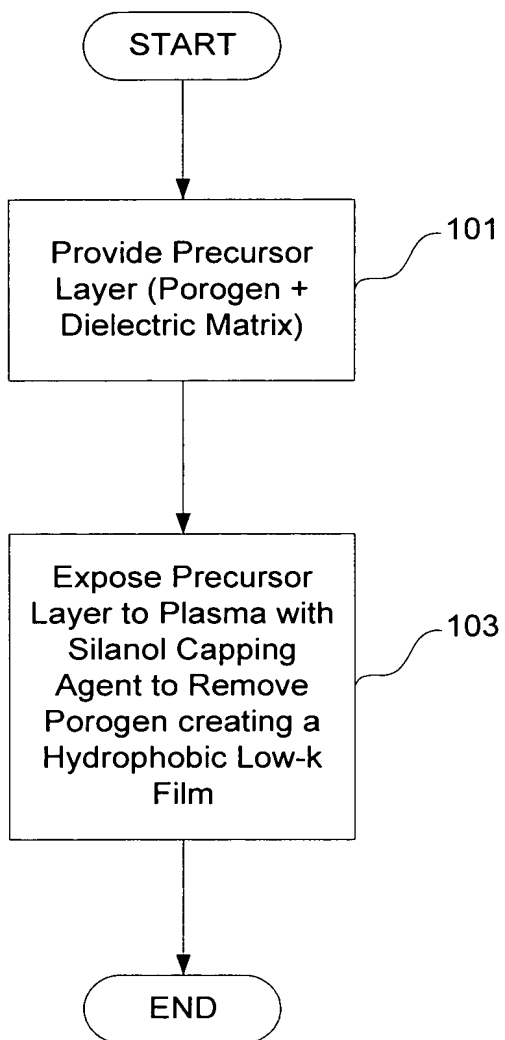 START
Provide Precursor
Layer (Porogen +
Dielectric Matrix)
101
Expose Precursor
Layer to Plasma with
Silanol Capping
Agent to Remove
Porogen creating a
Hydrophobic Low-k
Film
103
END